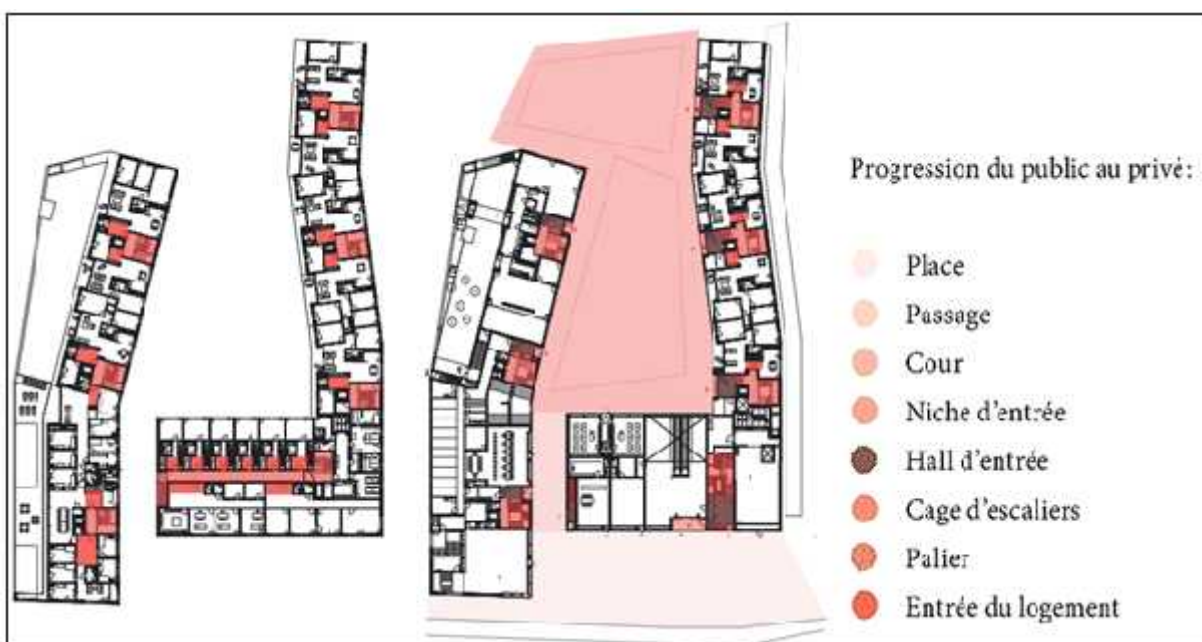 Progression du public au privé:
Place
Passage
Cour
Niche d'entrée
Hall d'entrée
Cage d'escaliers
Palier
Entrée du logement